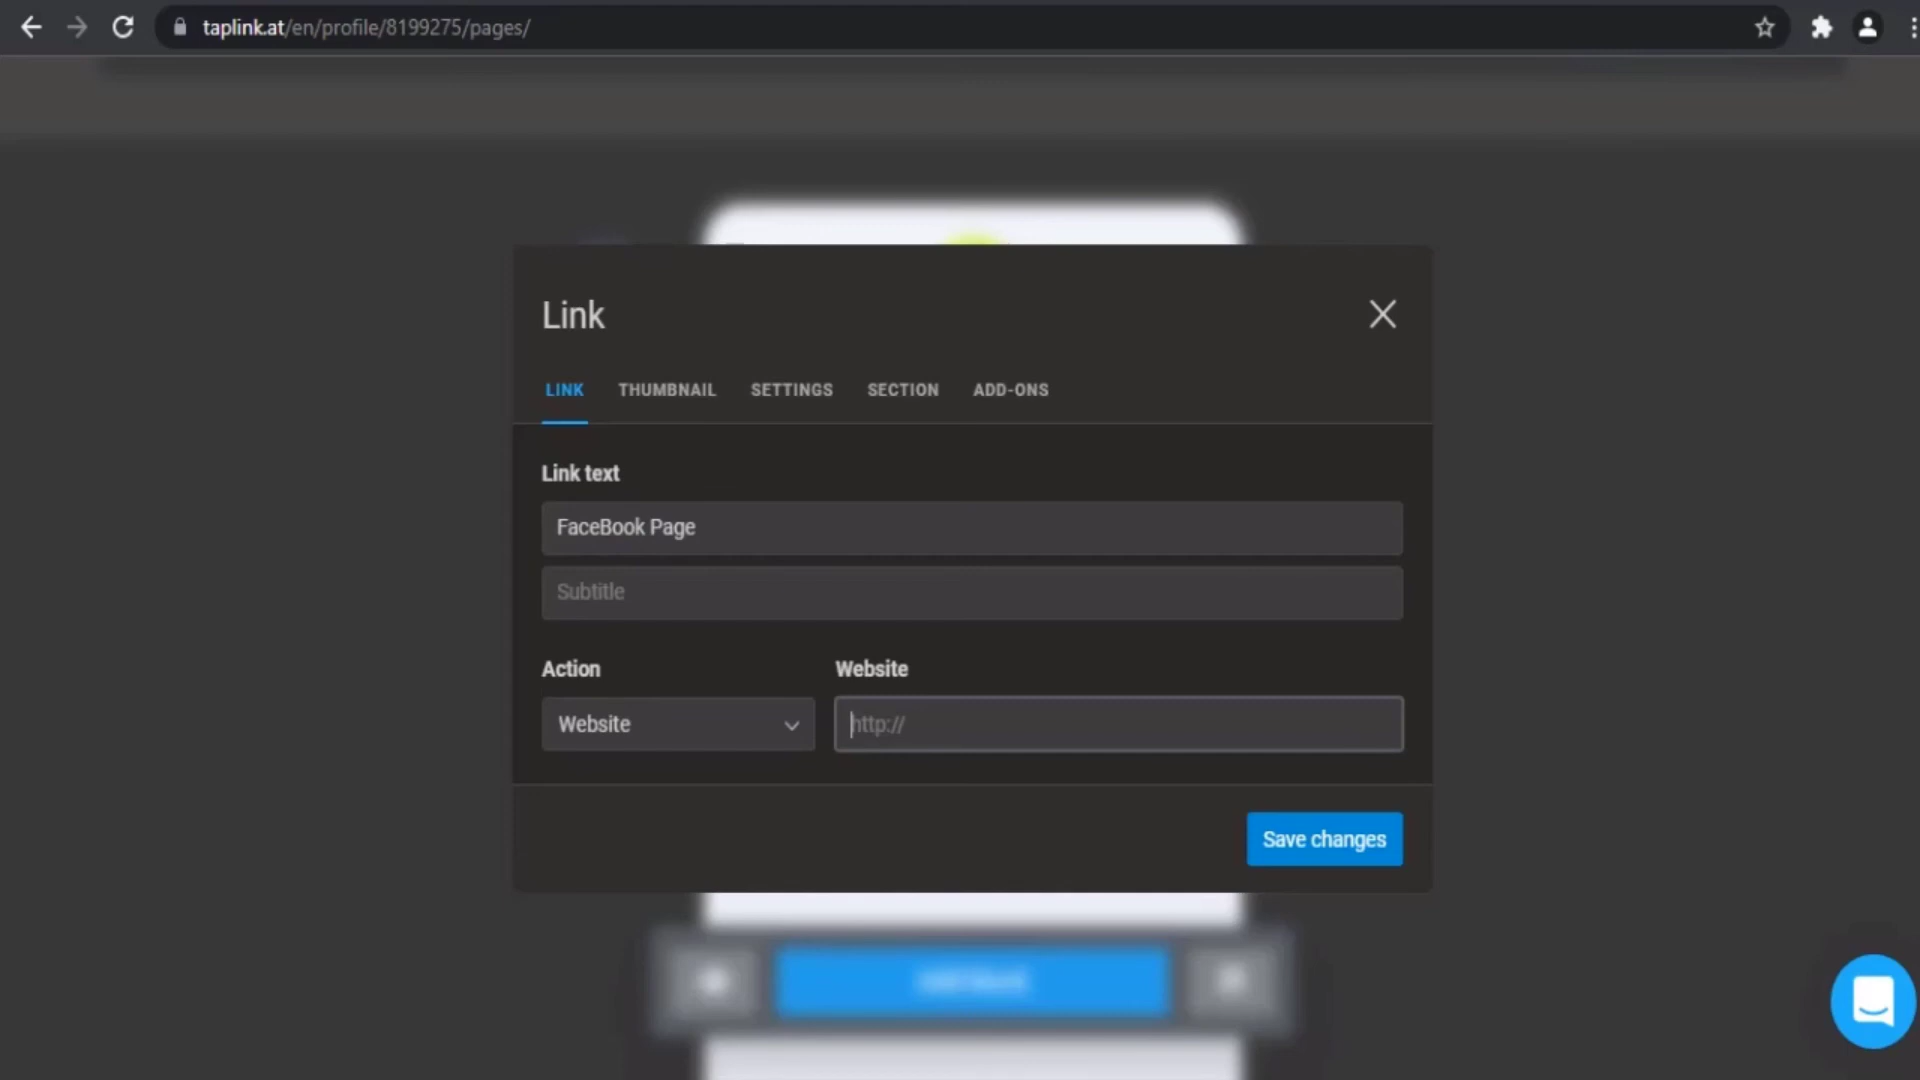 taplink.at/en/profile/8199275/pages/
Link
LINK THUMBNAIL SETTINGS SECTION ADD-ONS
Link text
FaceBook Page
Subtitle
Action Website
Website http://
Save changes